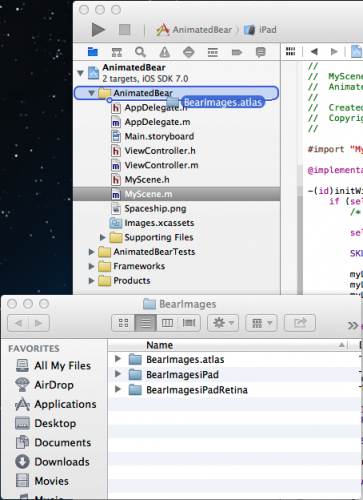 AnimatedBear
iPad
AnimatedBear
2 targets, iOS SDK 7.0
AnimatedBear
BearImages.atlas
AppDelegate.h
AppDelegate.m
Main.storyboard
ViewController.h
ViewController.m
MyScene.h
MyScene.m
Spaceship.png
Images.xcassets
Supporting Files
AnimatedBearTests
Frameworks
Products
//
// MyScene
// Animate
//
// Created
// Copyrig
//
#import "My
@implementa
-(id)initWi
if (sel
/*
sel
SKL
myL
myL
myL
BearImages
FAVORITES
All My Files
AirDrop
Applications
Desktop
Documents
Downloads
Movies
Music
Name
BearImages.atlas
BearImagesiPad
BearImagesiPadRetina